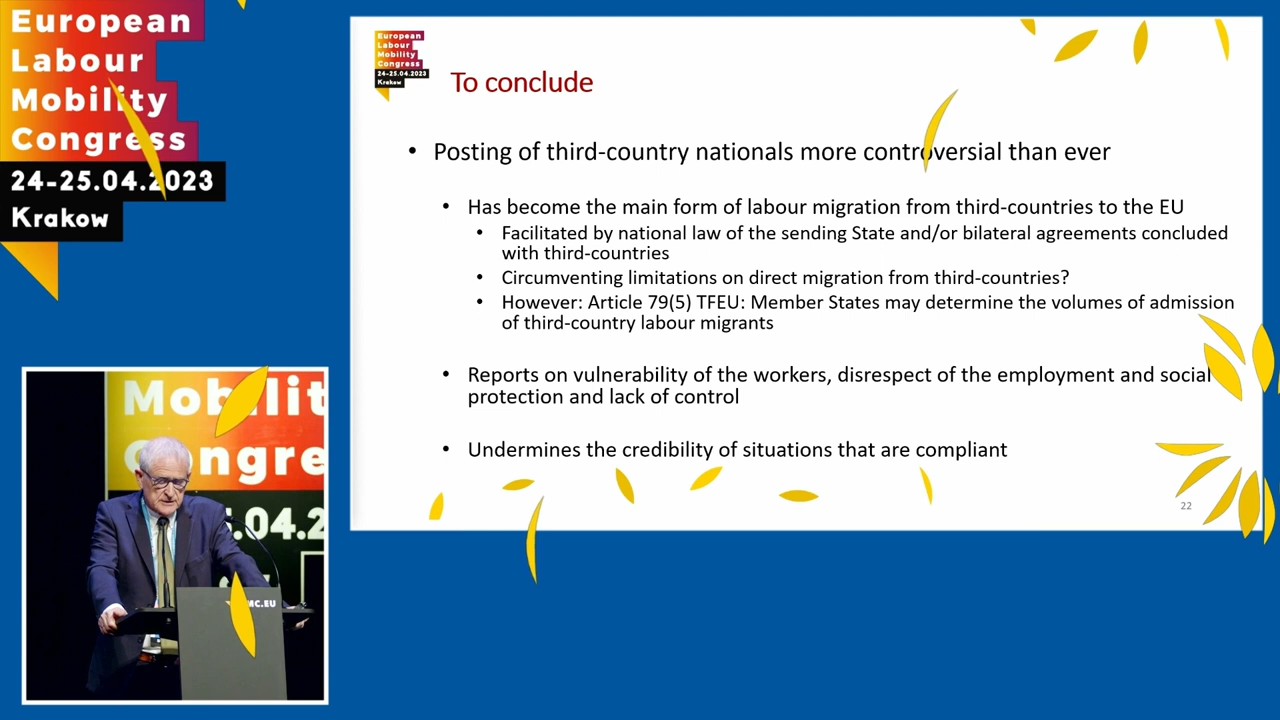 European
Labour
Mobility
Congress
24-25.04.2023
Krakow
European
Labour
Mobility
Congress
24-25.04.2023
Krakow
To conclude
• Posting of third-country nationals more controversial than ever
• Has become the main form of labour migration from third-countries to the EU
• Facilitated by national law of the sending State and/or bilateral agreements concluded
with third-countries
• Circumventing limitations on direct migration from third-countries?
• However: Article 79(5) TFEU: Member States may determine the volumes of admission
of third-country labour migrants
• Reports on vulnerability of the workers, disrespect of the employment and social
protection and lack of control
• Undermines the credibility of situations that are compliant
22
Mobilit
Congre
.04.2
MC.EU